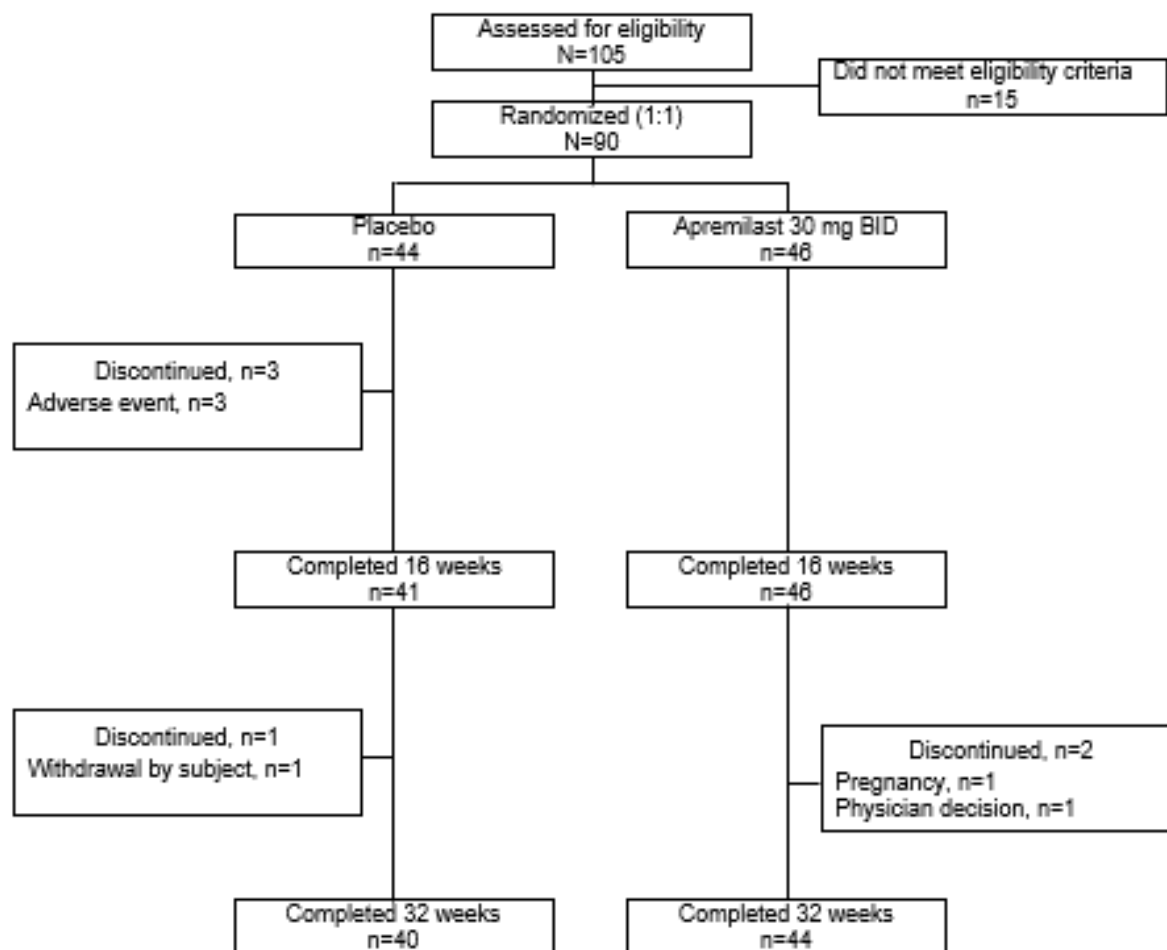 Assessed for eligibility
N=105
Did not meet eligibility criteria
n=15
Randomized (1:1)
N=90
Placebo
n=44
Apremilast 30 mg BID
n=46
Discontinued, n=3
Adverse event, n=3
Completed 16 weeks
n=41
Completed 16 weeks
n=46
Discontinued, n=1
Withdrawal by subject, n=1
Discontinued, n=2
Pregnancy, n=1
Physician decision, n=1
Completed 32 weeks
n=40
Completed 32 weeks
n=44